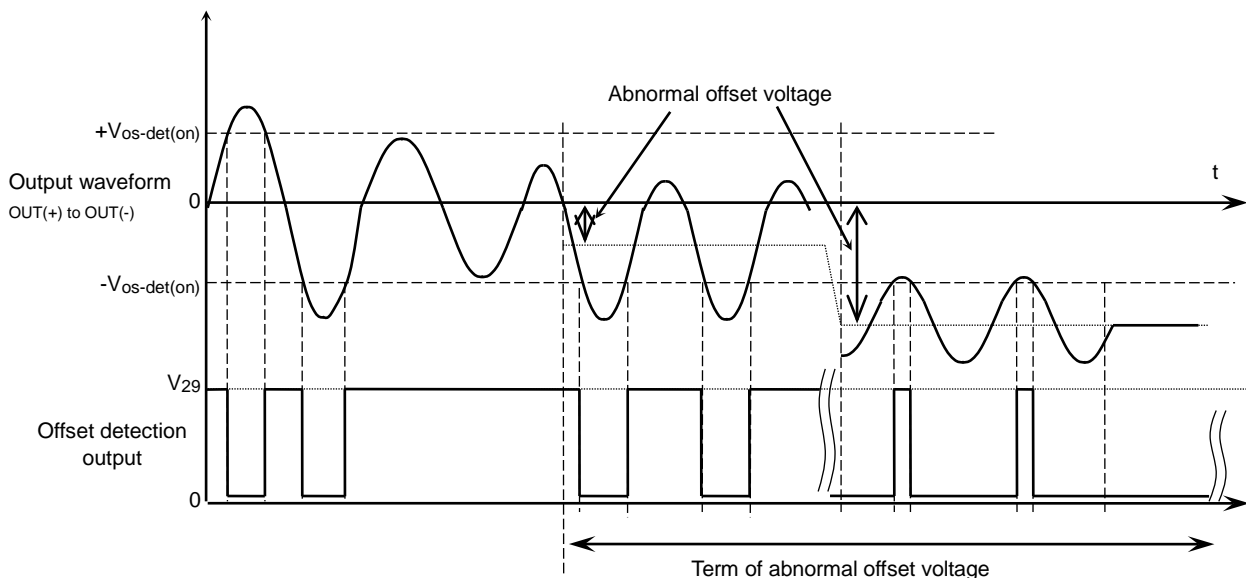 Abnormal offset voltage
+Vos-det(on)
t
Output waveform
OUT(+) to OUT(-)
0
-Vos-det(on)
V29
Offset detection
output
0
Term of abnormal offset voltage